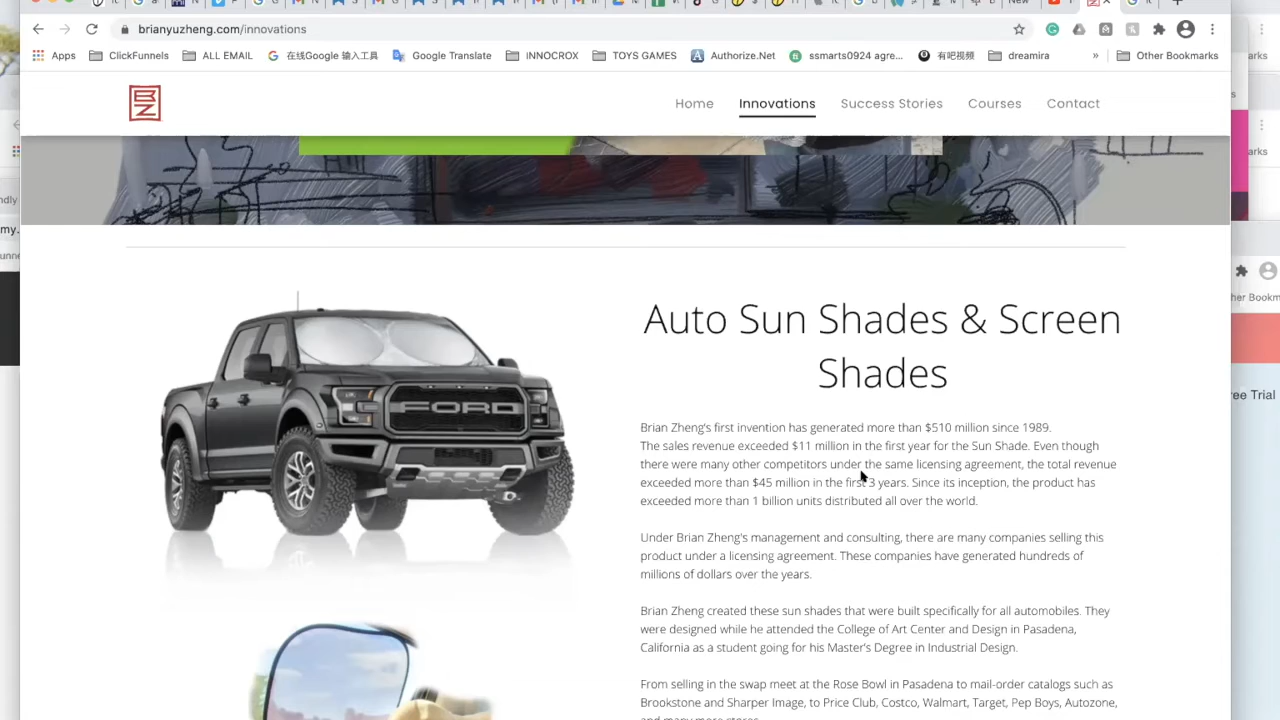 brianyuzheng.com/innovations
Apps ClickFunnels ALL EMAIL 在线Google 输入工具 Google Translate INNOCROX TOYS GAMES Authorize.Net ssmarts0924 agre... 有吧视频 dreamira » Other Bookmarks
BZ
Home Innovations Success Stories Courses Contact
Auto Sun Shades & Screen
Shades
FORD
Brian Zheng's first invention has generated more than $510 million since 1989.
The sales revenue exceeded $11 million in the first year for the Sun Shade. Even though
there were many other competitors under the same licensing agreement, the total revenue
exceeded more than $45 million in the first 3 years. Since its inception, the product has
exceeded more than 1 billion units distributed all over the world.
Under Brian Zheng's management and consulting, there are many companies selling this
product under a licensing agreement. These companies have generated hundreds of
millions of dollars over the years.
Brian Zheng created these sun shades that were built specifically for all automobiles. They
were designed while he attended the College of Art Center and Design in Pasadena,
California as a student going for his Master's Degree in Industrial Design.
From selling in the swap meet at the Rose Bowl in Pasadena to mail-order catalogs such as
Brookstone and Sharper Image, to Price Club, Costco, Walmart, Target, Pep Boys, Autozone,
and many more stores.